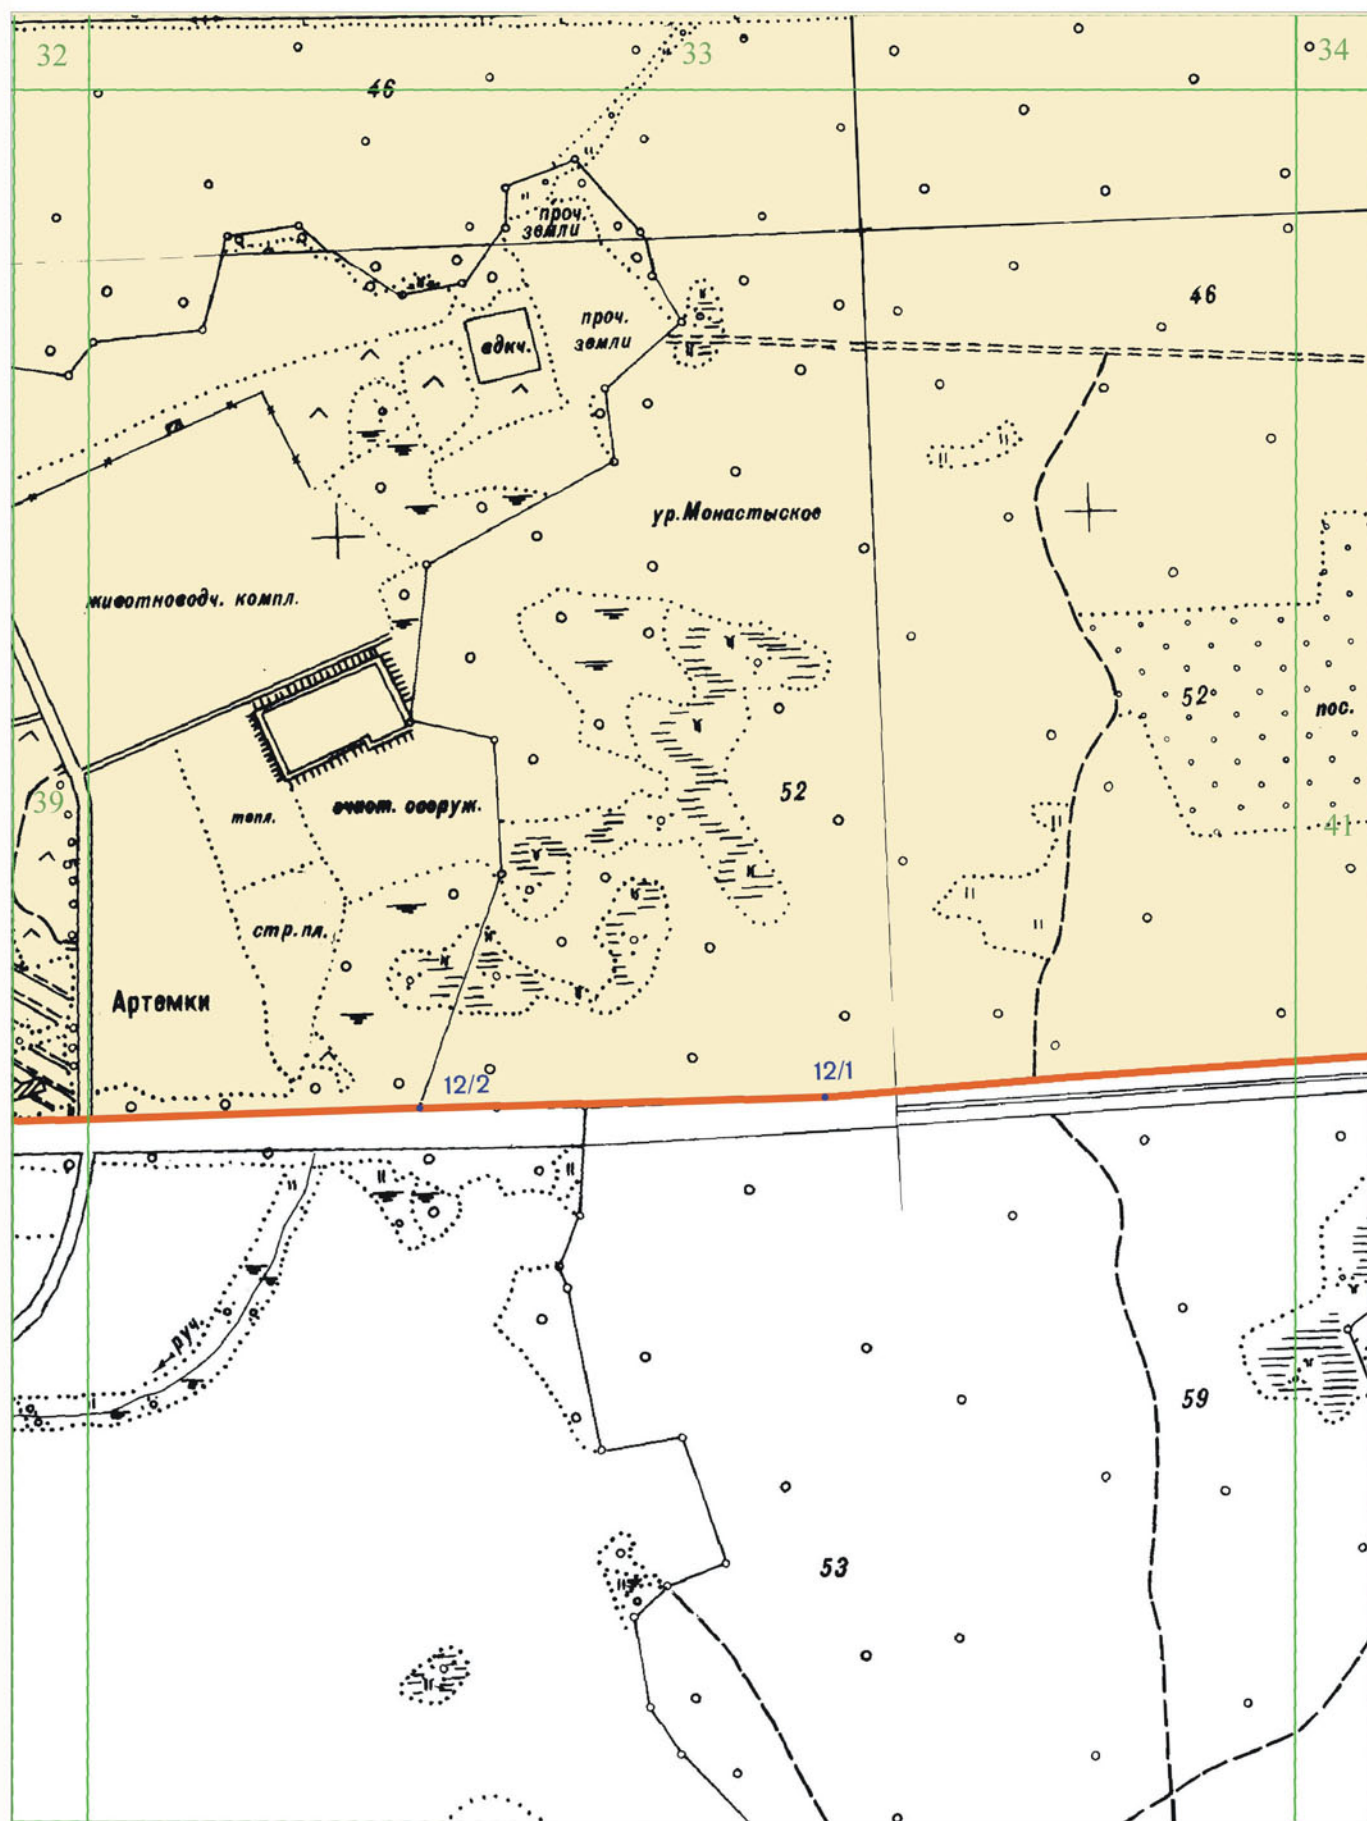 32
33
34
46
проч.
земли
46
проч.
земли
ур. Монастыское
животноводч. компл.
52
пос.
52
39
тепл.
очист. сооруж.
41
стр. пл.
Артемки
12/2
12/1
руч.
59
53